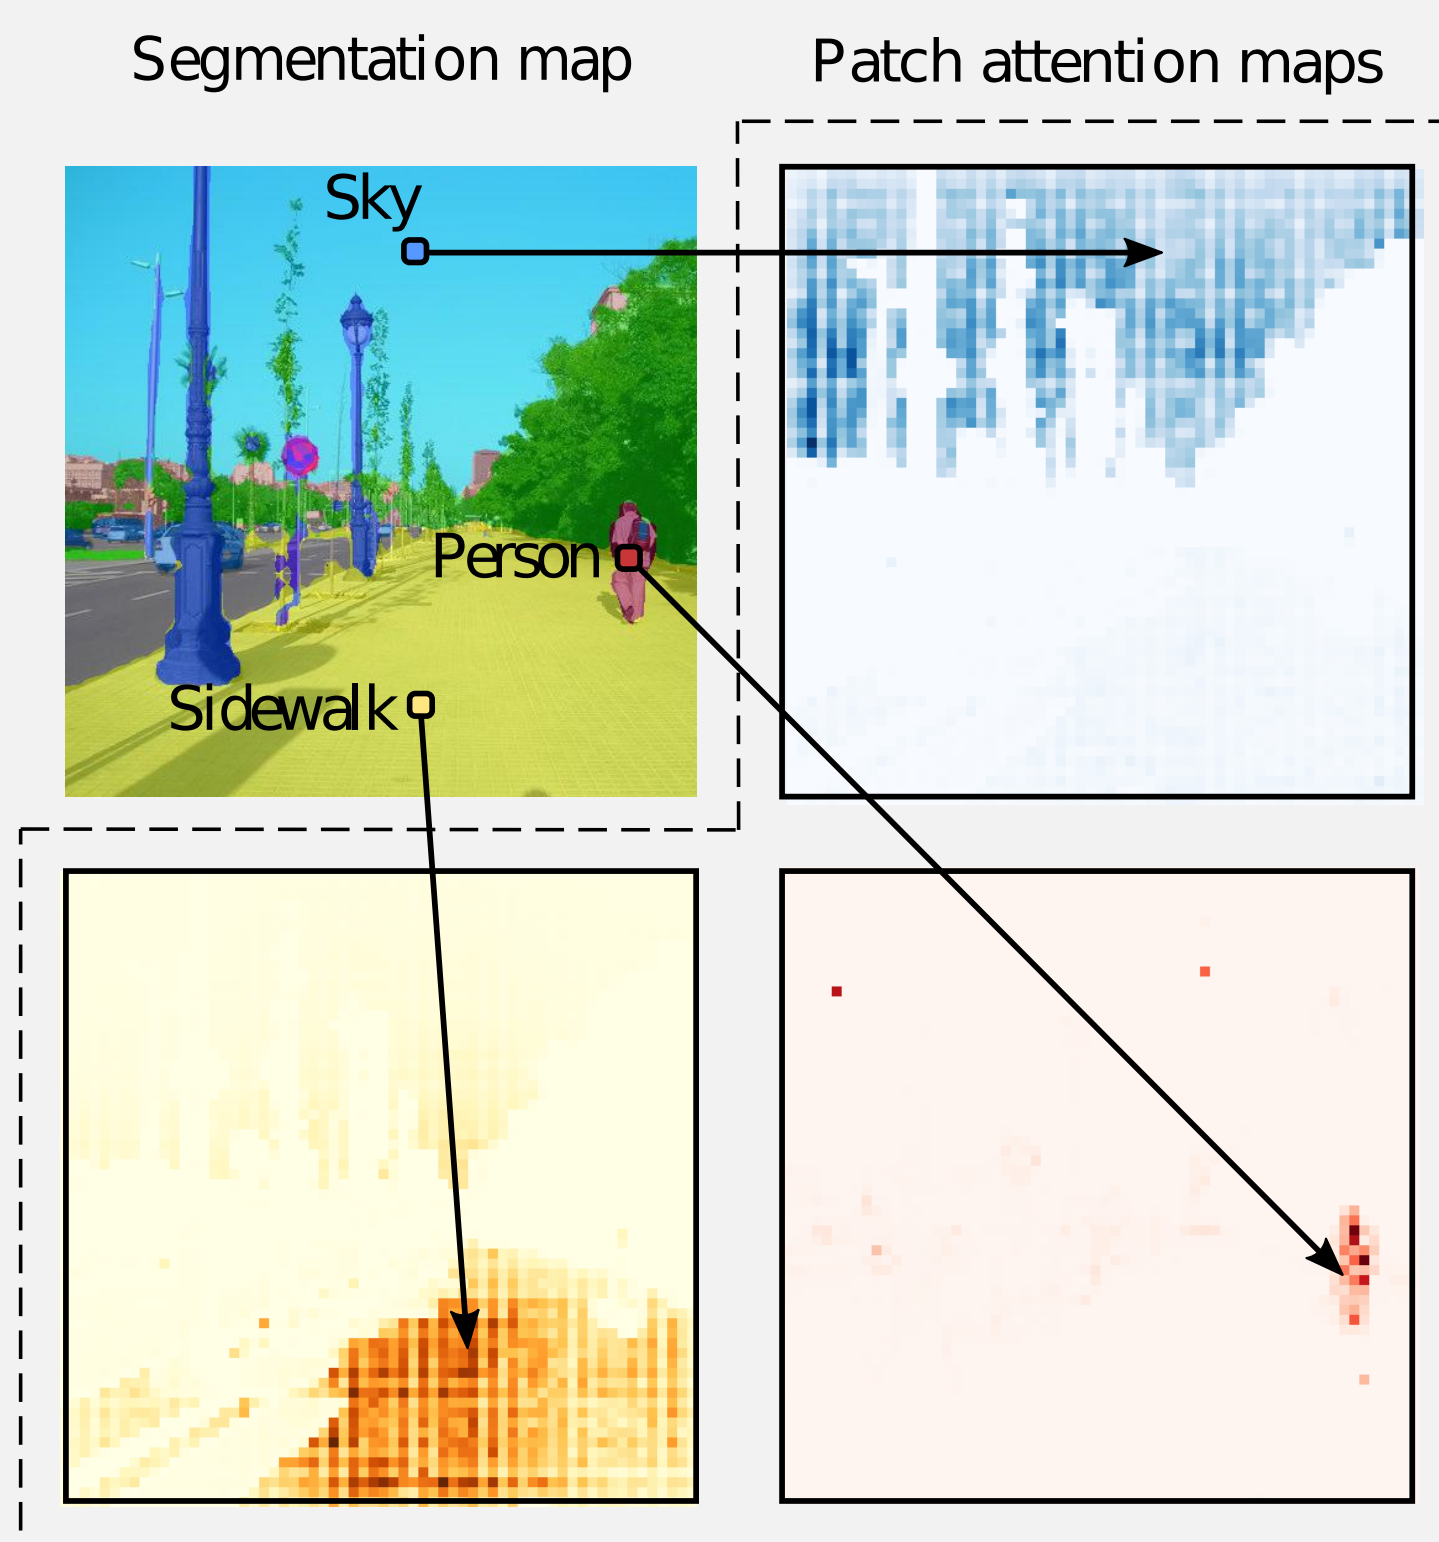 Segmentation map
Patch attention maps
Sky
Person
Sidewalk